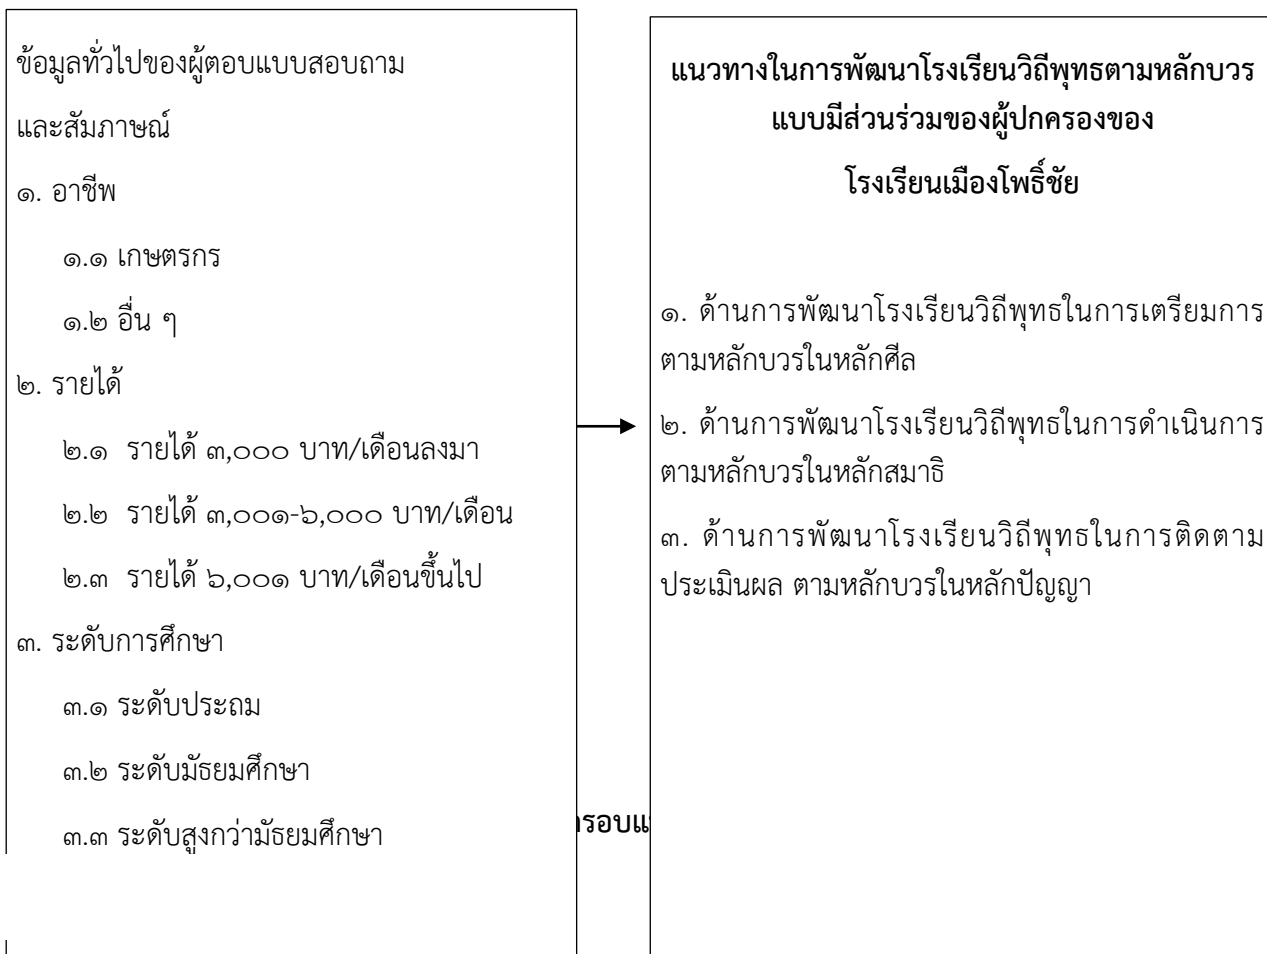 ข้อมูลทั่วไปของผู้ตอบแบบสอบถาม
และสัมภาษณ์
๑. อาชีพ
๑.๑ เกษตรกร
๑.๒ อื่น ๆ
๒. รายได้
๒.๑ รายได้ ๓,๐๐๐ บาท/เดือนลงมา
๒.๒ รายได้ ๓,๐๐๑-๖,๐๐๐ บาท/เดือน
๒.๓ รายได้ ๖,๐๐๑ บาท/เดือนขึ้นไป
๓. ระดับการศึกษา
๓.๑ ระดับประถม
๓.๒ ระดับมัธยมศึกษา
๓.๓ ระดับสูงกว่ามัธยมศึกษา
แนวทางในการพัฒนาโรงเรียนวิถีพุทธตามหลักบวร
แบบมีส่วนร่วมของผู้ปกครองของ
โรงเรียนเมืองโพธิ์ชัย
๑. ด้านการพัฒนาโรงเรียนวิถีพุทธในการเตรียมการ
ตามหลักบวรในหลักศีล
๒. ด้านการพัฒนาโรงเรียนวิถีพุทธในการดำเนินการ
ตามหลักบวรในหลักสมาธิ
๓. ด้านการพัฒนาโรงเรียนวิถีพุทธในการติดตาม
ประเมินผล ตามหลักบวรในหลักปัญญา